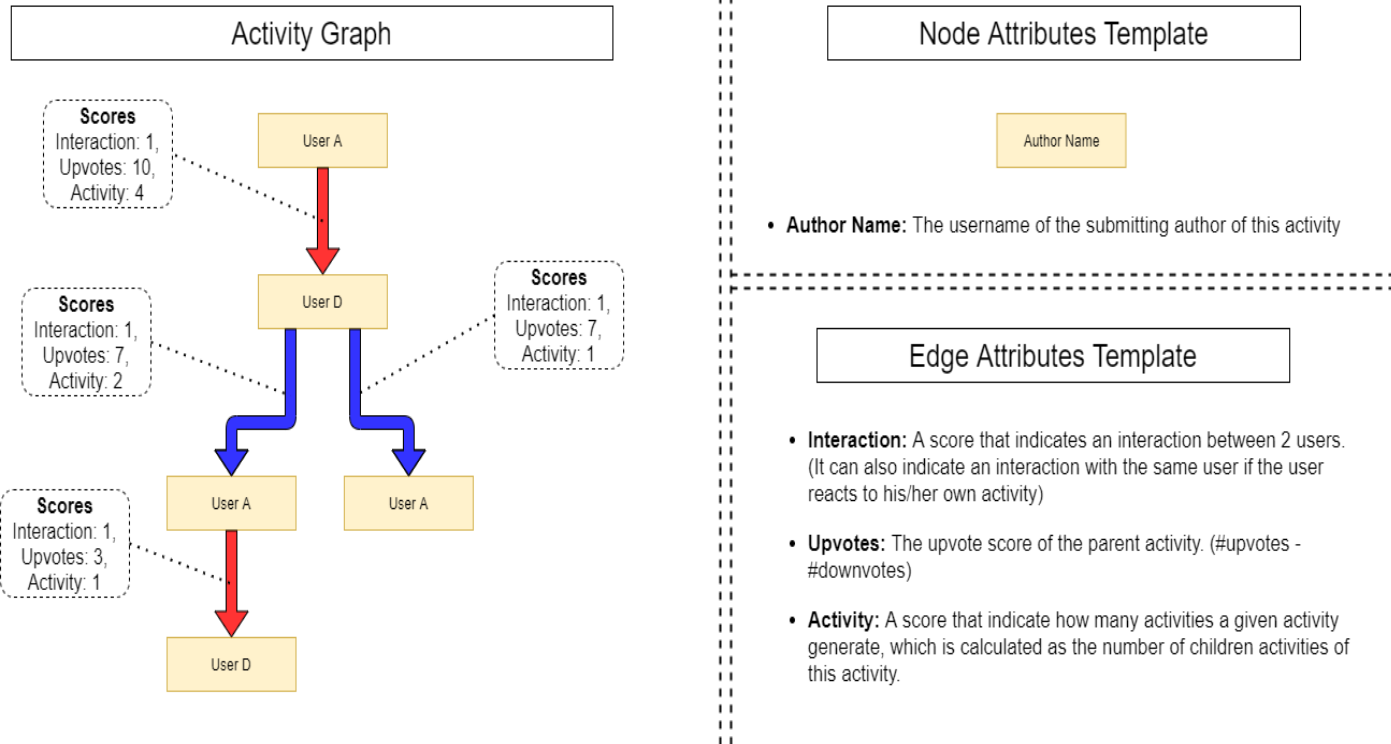 Activity Graph
Scores
Interaction: 1,
Upvotes: 10,
Activity: 4
User A
User D
Scores
Interaction: 1,
Upvotes: 7,
Activity: 2
Scores
Interaction: 1,
Upvotes: 7,
Activity: 1
User A
User A
Scores
Interaction: 1,
Upvotes: 3,
Activity: 1
User D
Node Attributes Template
Author Name
• Author Name: The username of the submitting author of this activity
Edge Attributes Template
• Interaction: A score that indicates an interaction between 2 users.
(It can also indicate an interaction with the same user if the user
reacts to his/her own activity)
• Upvotes: The upvote score of the parent activity. (#upvotes -
#downvotes)
• Activity: A score that indicate how many activities a given activity
generate, which is calculated as the number of children activities of
this activity.